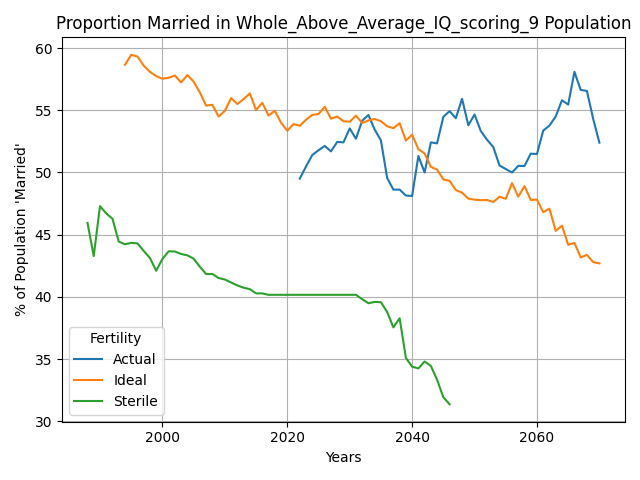 Proportion Married in Whole_Above_Average_IQ_scoring_9 Population
% of Population 'Married'
60
55
50
45
40
35
30
Fertility
Actual
Ideal
Sterile
2000 2020 2040 2060
Years